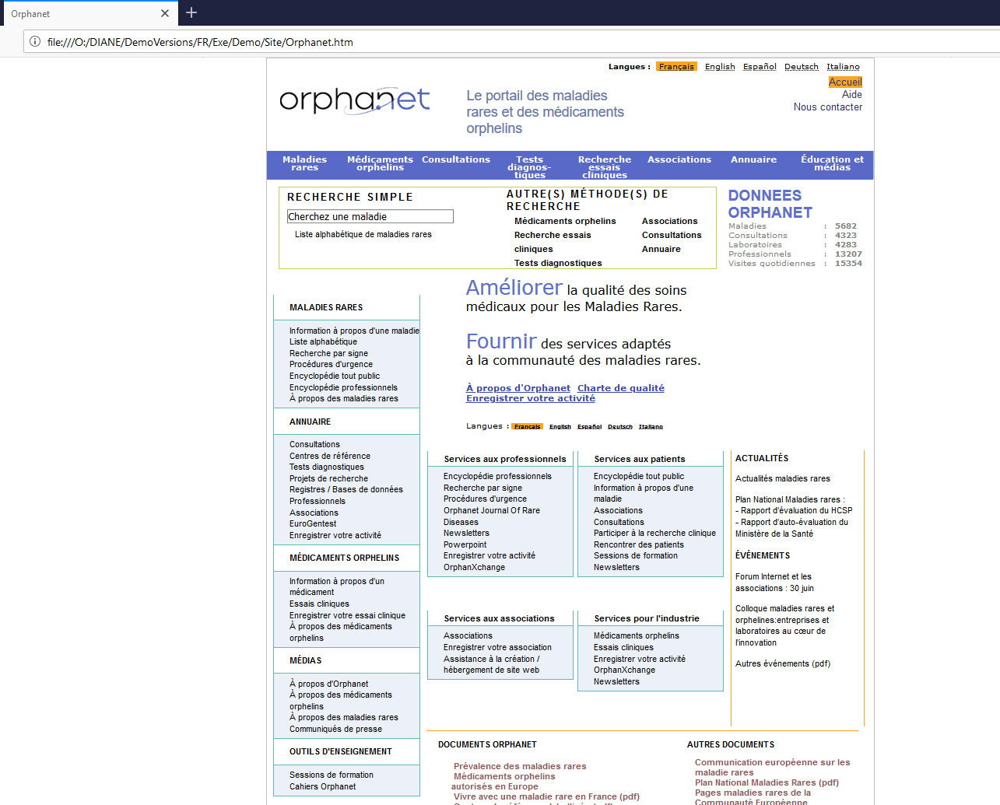 Orphanet
file:///O:/DIANE/DemoVersions/FR/Exe/Demo/Site/Orphanet.htm
Langues : Français English Español Deutsch Italiano
Accueil
Aide
Nous contacter
orphanet
Le portail des maladies
rares et des médicaments
orphelins
Maladies
rares
Médicaments
orphelins
Consultations
Tests
diagnos-
tiques
Recherche
essais
cliniques
Associations
Annuaire
Éducation et
médias
RECHERCHE SIMPLE
Cherchez une maladie
Liste alphabétique de maladies rares
AUTRE(S) MÉTHODE(S) DE
RECHERCHE
Médicaments orphelins
Recherche essais
cliniques
Tests diagnostiques
Associations
Consultations
Annuaire
DONNEES
ORPHANET
Maladies : 5682
Consultations : 4323
Laboratoires : 4283
Professionnels : 13207
Visites quotidiennes : 15354
Améliorer la qualité des soins
médicaux pour les Maladies Rares.
Fournir des services adaptés
à la communauté des maladies rares.
À propos d'Orphanet Charte de qualité
Enregistrer votre activité
Langues : Français English Español Deutsch Italiano
MALADIES RARES
Information à propos d'une maladie
Liste alphabétique
Recherche par signe
Procédures d'urgence
Encyclopédie tout public
Encyclopédie professionnels
À propos des maladies rares
ANNUAIRE
Consultations
Centres de référence
Tests diagnostiques
Projets de recherche
Registres / Bases de données
Professionnels
Associations
EuroGentest
Enregistrer votre activité
MÉDICAMENTS ORPHELINS
Information à propos d'un
médicament
Essais cliniques
Enregistrer votre essai clinique
À propos des médicaments
orphelins
MÉDIAS
À propos d'Orphanet
À propos des médicaments
orphelins
À propos des maladies rares
Communiqués de presse
OUTILS D'ENSEIGNEMENT
Sessions de formation
Cahiers Orphanet
Services aux professionnels
Encyclopédie professionnels
Recherche par signe
Procédures d'urgence
Orphanet Journal Of Rare
Diseases
Newsletters
Powerpoint
Enregistrer votre activité
OrphanXchange
Services aux patients
Encyclopédie tout public
Information à propos d'une
maladie
Associations
Consultations
Participer à la recherche clinique
Rencontrer des patients
Sessions de formation
Newsletters
Services aux associations
Associations
Enregistrer votre association
Assistance à la création /
hébergement de site web
Services pour l'industrie
Médicaments orphelins
Essais cliniques
Enregistrer votre activité
OrphanXchange
Newsletters
ACTUALITÉS
Actualités maladies rares
Plan National Maladies rares :
- Rapport d'évaluation du HCSP
- Rapport d'auto-évaluation du
Ministère de la Santé
ÉVÉNEMENTS
Forum Internet et les
associations : 30 juin
Colloque maladies rares et
orphelines:entreprises et
laboratoires au cœur de
l'innovation
Autres événements (pdf)
DOCUMENTS ORPHANET
Prévalence des maladies rares
Médicaments orphelins
autorisés en Europe
Vivre avec une maladie rare en France (pdf)
AUTRES DOCUMENTS
Communication européenne sur les
maladie rares
Plan National Maladies Rares (pdf)
Pages maladies rares de la
Communauté Européenne